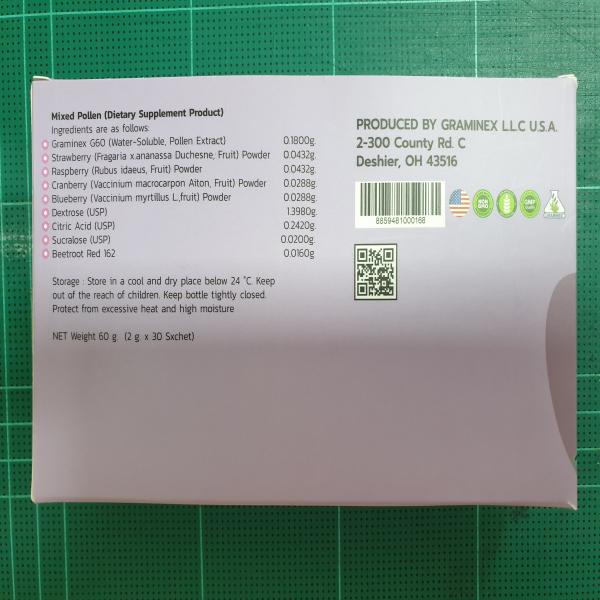 Mixed Pollen (Dietary Supplement Product)
Ingredients are as follows:
Graminex G60 (Water-Soluble, Pollen Extract) 0.1800g.
Strawberry (Fragaria x.ananassa Duchesne, Fruit) Powder 0.0432g.
Raspberry (Rubus idaeus, Fruit) Powder 0.0432g.
Cranberry (Vaccinium macrocarpon Aiton, Fruit) Powder 0.0288g.
Blueberry (Vaccinium myrtillus L.,fruit) Powder 0.0288g.
Dextrose (USP) 1.3980g.
Citric Acid (USP) 0.2420g.
Sucralose (USP) 0.0200g.
Beetroot Red 162 0.0160g
Storage : Store in a cool and dry place below 24 °C. Keep
out of the reach of children. Keep bottle tightly closed.
Protect from excessive heat and high moisture
NET Weight 60 g. (2 g. x 30 Sxchet)
PRODUCED BY GRAMINEX L.L.C U.S.A.
2-300 County Rd. C
Deshier, OH 43516
8859481000168
NON
GMO
GMP